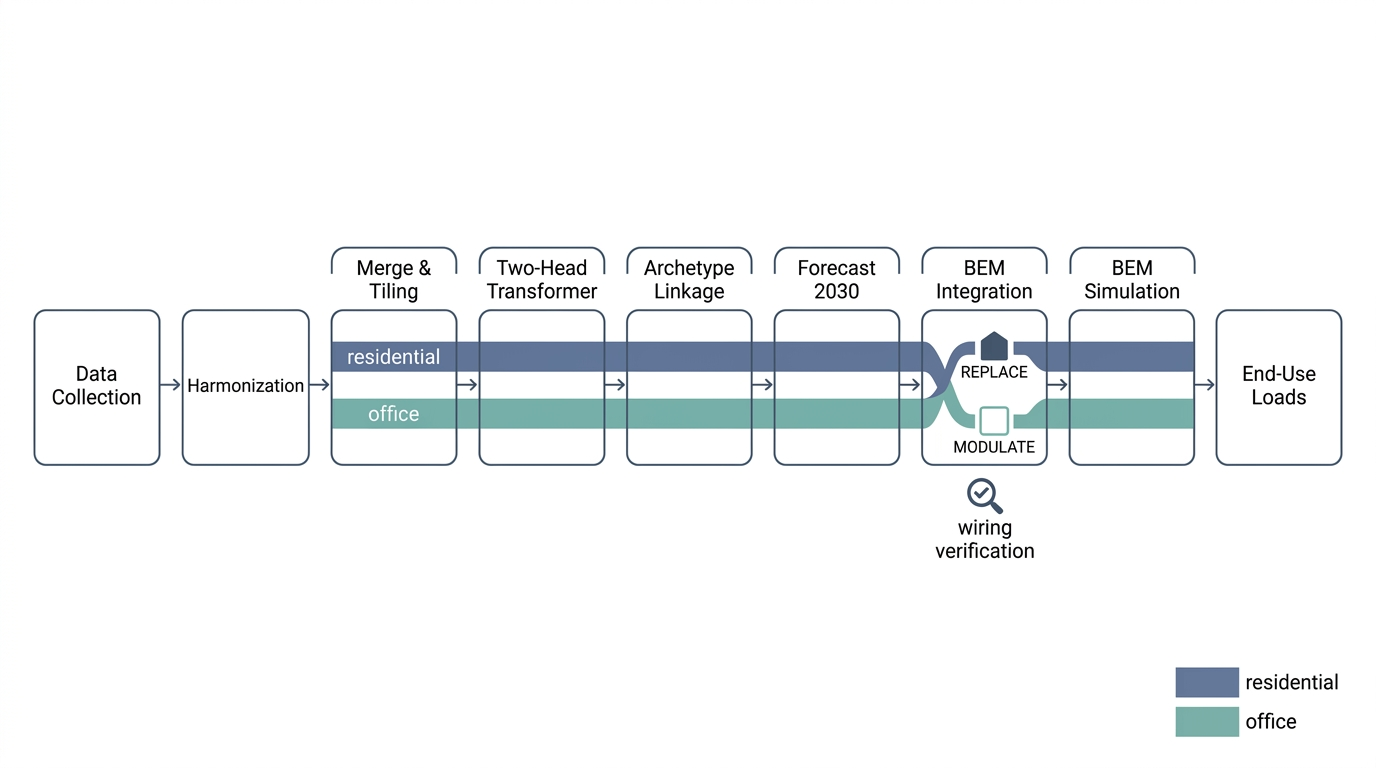 Data
Collection
Harmonization
Merge &
Tiling
residential
office
Two-Head
Transformer
Archetype
Linkage
Forecast
2030
BEM
Integration
REPLACE
MODULATE
wiring
verification
BEM
Simulation
End-Use
Loads
residential
office